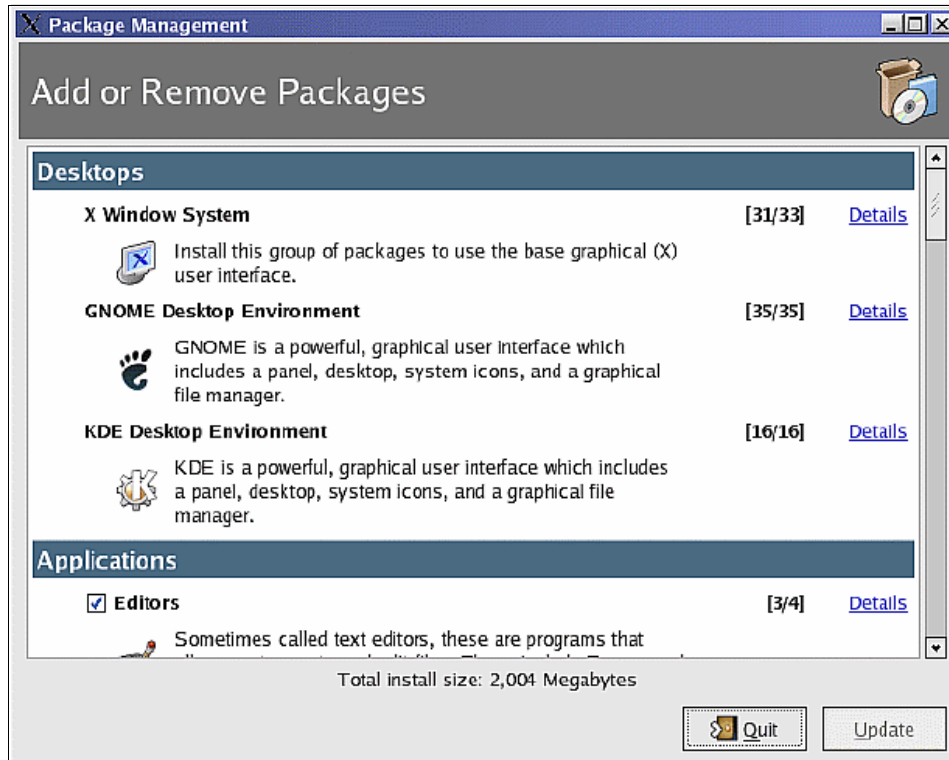 Package Management
Add or Remove Packages
Desktops
X Window System [31/33] Details
Install this group of packages to use the base graphical (X)
user interface.
GNOME Desktop Environment [35/35] Details
GNOME is a powerful, graphical user interface which
includes a panel, desktop, system icons, and a graphical
file manager.
KDE Desktop Environment [16/16] Details
KDE is a powerful, graphical user interface which includes
a panel, desktop, system icons, and a graphical file
manager.
Applications
Editors [3/4] Details
Sometimes called text editors, these are programs that
Total install size: 2,004 Megabytes
Quit Update